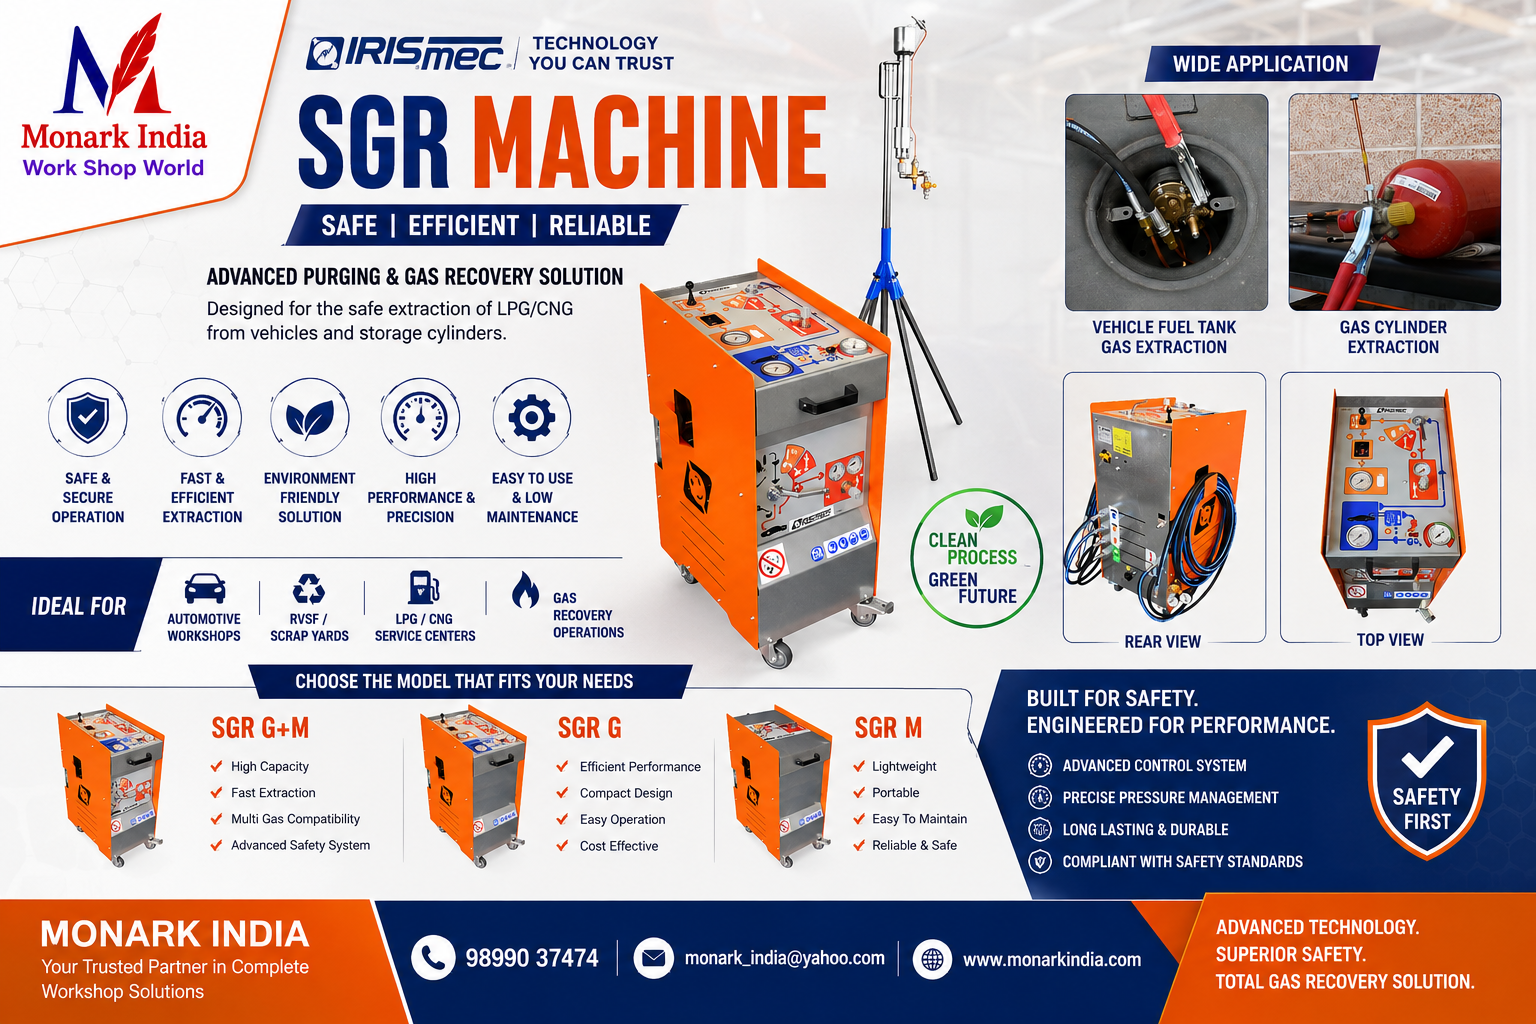 Monark India
Work Shop World
IRISmec
TECHNOLOGY
YOU CAN TRUST
SGR MACHINE
SAFE | EFFICIENT | RELIABLE
ADVANCED PURGING & GAS RECOVERY SOLUTION
Designed for the safe extraction of LPG/CNG
from vehicles and storage cylinders.
SAFE &
SECURE
OPERATION
FAST &
EFFICIENT
EXTRACTION
ENVIRONMENT
FRIENDLY
SOLUTION
HIGH
PERFORMANCE &
PRECISION
EASY TO USE
& LOW
MAINTENANCE
IDEAL FOR
AUTOMOTIVE
WORKSHOPS
RVSF /
SCRAP YARDS
LPG / CNG
SERVICE CENTERS
GAS
RECOVERY
OPERATIONS
CLEAN
PROCESS
GREEN
FUTURE
WIDE APPLICATION
VEHICLE FUEL TANK
GAS EXTRACTION
GAS CYLINDER
EXTRACTION
REAR VIEW
TOP VIEW
CHOOSE THE MODEL THAT FITS YOUR NEEDS
SGR G+M
High Capacity
Fast Extraction
Multi Gas Compatibility
Advanced Safety System
SGR G
Efficient Performance
Compact Design
Easy Operation
Cost Effective
SGR M
Lightweight
Portable
Easy To Maintain
Reliable & Safe
BUILT FOR SAFETY.
ENGINEERED FOR PERFORMANCE.
ADVANCED CONTROL SYSTEM
PRECISE PRESSURE MANAGEMENT
LONG LASTING & DURABLE
COMPLIANT WITH SAFETY STANDARDS
SAFETY
FIRST
MONARK INDIA
Your Trusted Partner in Complete
Workshop Solutions
98990 37474
monark_india@yahoo.com
www.monarkindia.com
ADVANCED TECHNOLOGY.
SUPERIOR SAFETY.
TOTAL GAS RECOVERY SOLUTION.